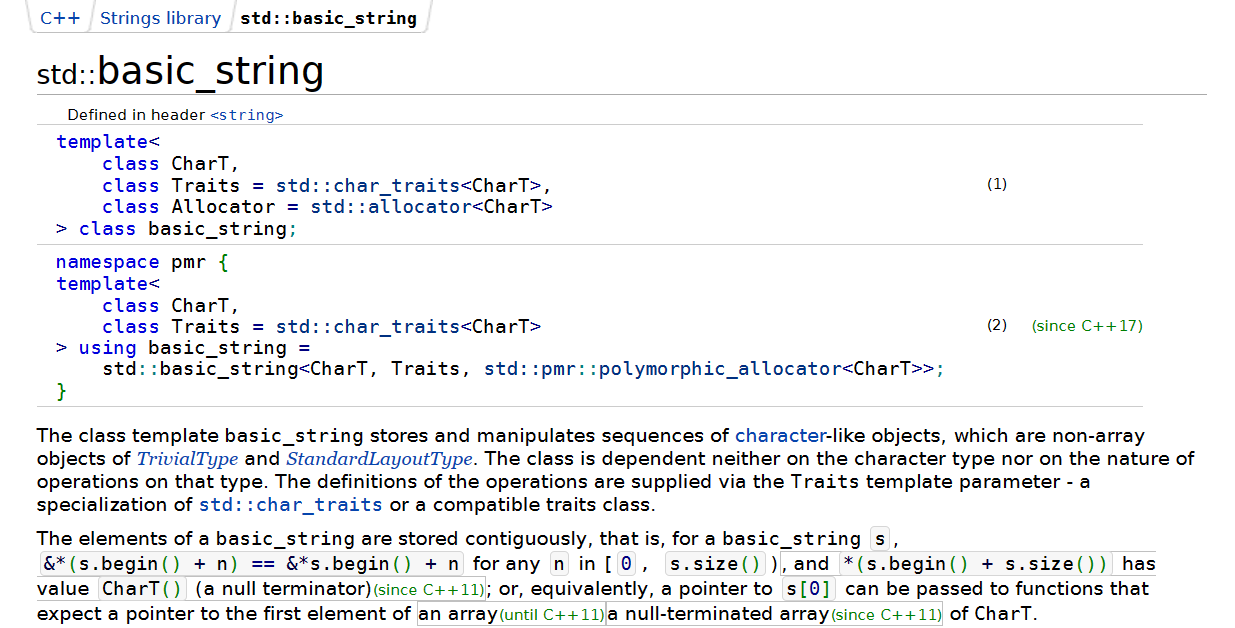 C++ Strings library std::basic_string
std::basic_string
Defined in header <string>
template<
    class CharT,
    class Traits = std::char_traits<CharT>,
    class Allocator = std::allocator<CharT>
> class basic_string;
(1)
namespace pmr {
template<
    class CharT,
    class Traits = std::char_traits<CharT>
> using basic_string =
    std::basic_string<CharT, Traits, std::pmr::polymorphic_allocator<CharT>>;
}
(2) (since C++17)
The class template basic_string stores and manipulates sequences of character-like objects, which are non-array
objects of TrivialType and StandardLayoutType. The class is dependent neither on the character type nor on the nature of
operations on that type. The definitions of the operations are supplied via the Traits template parameter - a
specialization of std::char_traits or a compatible traits class.
The elements of a basic_string are stored contiguously, that is, for a basic_string s,
&*(s.begin() + n) == &*s.begin() + n for any n in [0, s.size()), and *(s.begin() + s.size()) has
value CharT() (a null terminator)(since C++11); or, equivalently, a pointer to s[0] can be passed to functions that
expect a pointer to the first element of an array(until C++11)a null-terminated array(since C++11) of CharT.